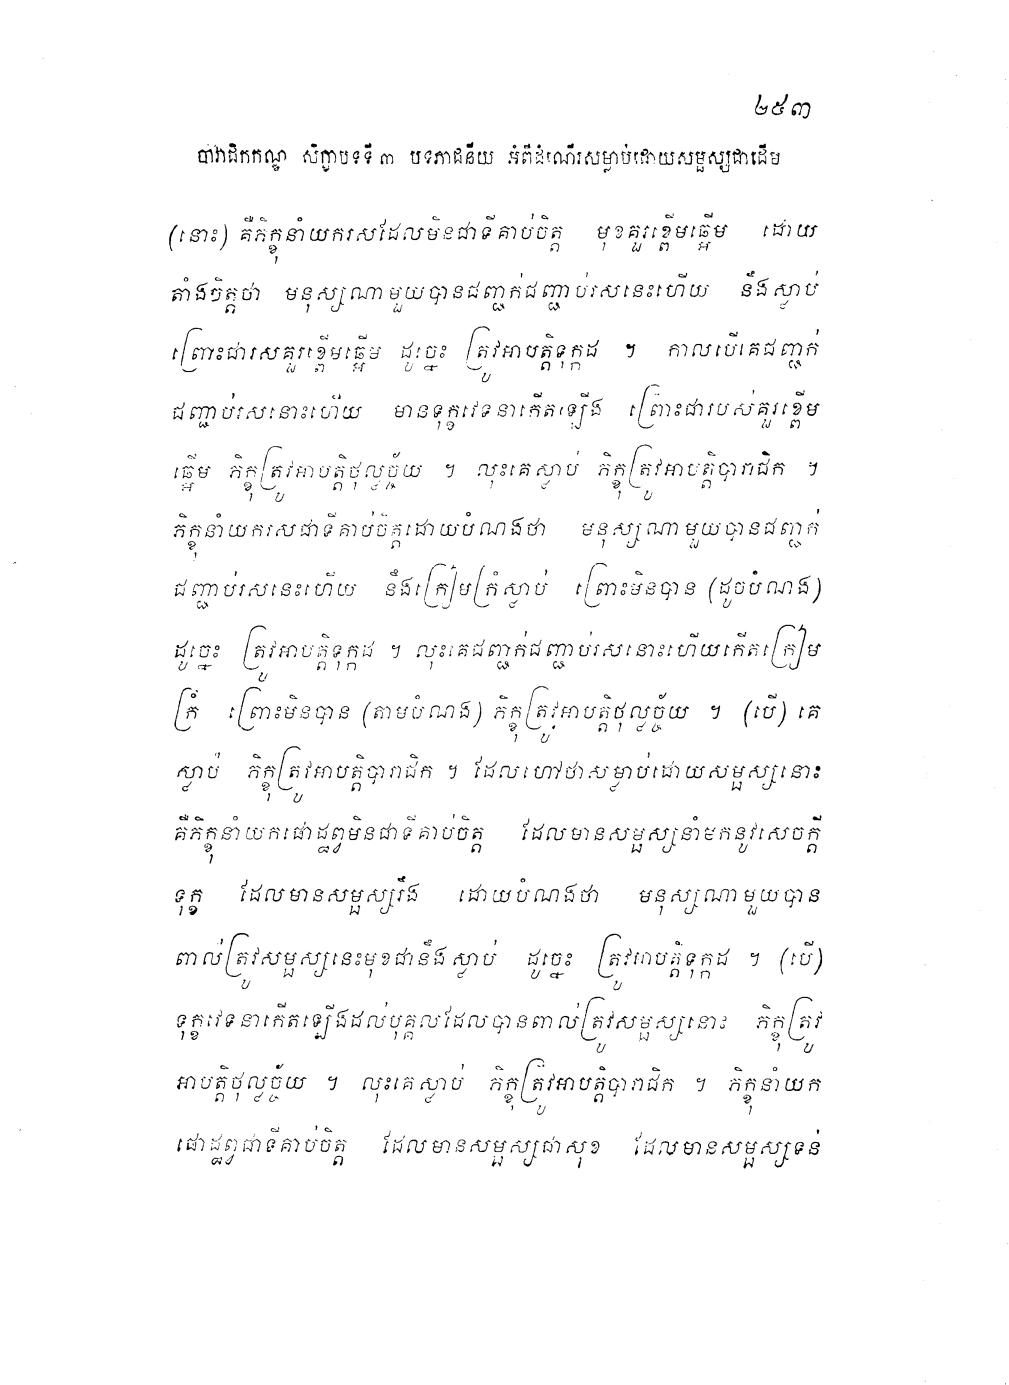 ២៥៣
បារាជិកកណ្ឌ សិក្ខាបទទី ៣ បទភាជនីយ អំពីដំណើរសម្លាប់ដោយសម្ផស្សជាដើម
(នោះ) គឺភិក្ខុនាំយករសដែលមិនជាទីគាប់ចិត្ត មុខគួរខ្ពើមឆ្អើម ដោយ
តាំងចិត្តថា មនុស្សណាមួយបានជញ្ជក់ជញ្ជាប់រសនេះហើយ នឹងស្លាប់
ព្រោះជារសគួរខ្ពើមឆ្អើម ដូច្នេះ ត្រូវអាបត្តិទុក្កដ ។ កាលបើគេជញ្ជក់
ជញ្ជាប់រសនោះហើយ មានទុក្ខវេទនាកើតឡើង ព្រោះជារបស់គួរខ្ពើម
ឆ្អើម ភិក្ខុត្រូវអាបត្តិថុល្លច្ច័យ ។ លុះគេស្លាប់ ភិក្ខុត្រូវអាបត្តិបារាជិក ។
ភិក្ខុនាំយករសជាទីគាប់ចិត្តដោយបំណងថា មនុស្សណាមួយបានជញ្ជក់
ជញ្ជាប់រសនេះហើយ នឹងក្រៀមក្រំស្លាប់ ព្រោះមិនបាន (ដូចបំណង)
ដូច្នេះ ត្រូវអាបត្តិទុក្កដ ។ លុះគេជញ្ជក់ជញ្ជាប់រសនោះហើយកើតក្រៀម
ក្រំ ព្រោះមិនបាន (តាមបំណង) ភិក្ខុត្រូវអាបត្តិថុល្លច្ច័យ ។ (បើ) គេ
ស្លាប់ ភិក្ខុត្រូវអាបត្តិបារាជិក ។ ដែលហៅថាសម្លាប់ដោយសម្ផស្សនោះ
គឺភិក្ខុនាំយកផោដ្ឋព្វមិនជាទីគាប់ចិត្ត ដែលមានសម្ផស្សនាំមកនូវសេចក្តី
ទុក្ខ ដែលមានសម្ផស្សរឹង ដោយបំណងថា មនុស្សណាមួយបាន
ពាល់ត្រូវសម្ផស្សនេះមុខជានឹងស្លាប់ ដូច្នេះ ត្រូវអាបត្តិទុក្កដ ។ (បើ)
ទុក្ខវេទនាកើតឡើងដល់បុគ្គលដែលបានពាល់ត្រូវសម្ផស្សនោះ ភិក្ខុត្រូវ
អាបត្តិថុល្លច្ច័យ ។ លុះគេស្លាប់ ភិក្ខុត្រូវអាបត្តិបារាជិក ។ ភិក្ខុនាំយក
ផោដ្ឋព្វជាទីគាប់ចិត្ត ដែលមានសម្ផស្សជាសុខ ដែលមានសម្ផស្សទន់